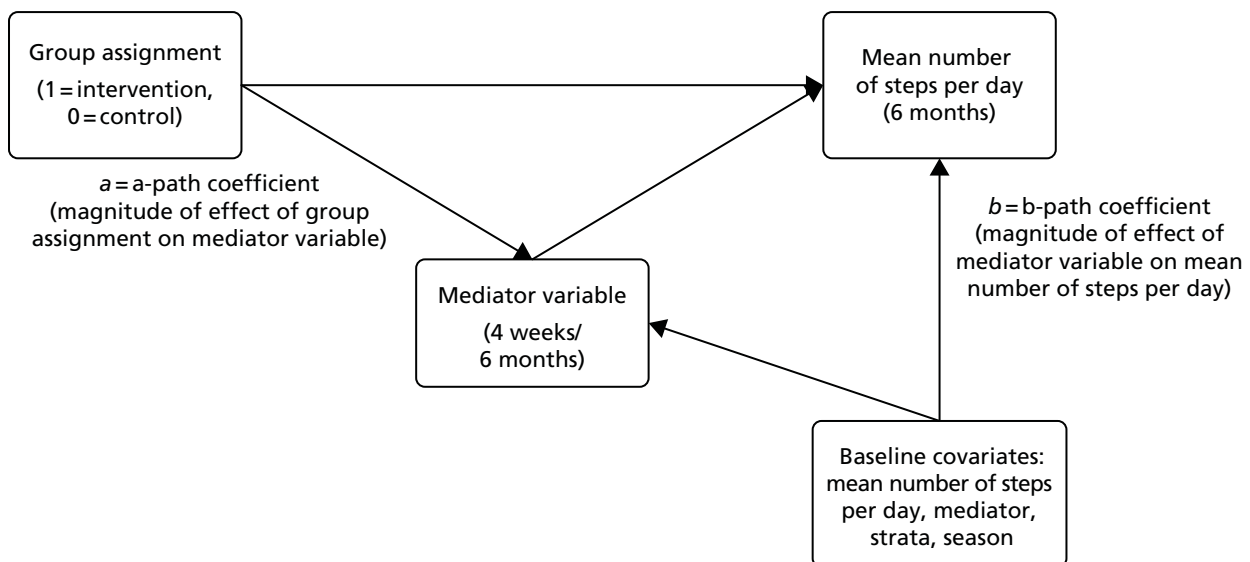 Group assignment
(1 = intervention,
0 = control)
Mean number
of steps per day
(6 months)
a = a-path coefficient
(magnitude of effect of group
assignment on mediator variable)
b = b-path coefficient
(magnitude of effect of
mediator variable on mean
number of steps per day)
Mediator variable
(4 weeks/
6 months)
Baseline covariates:
mean number of steps
per day, mediator,
strata, season